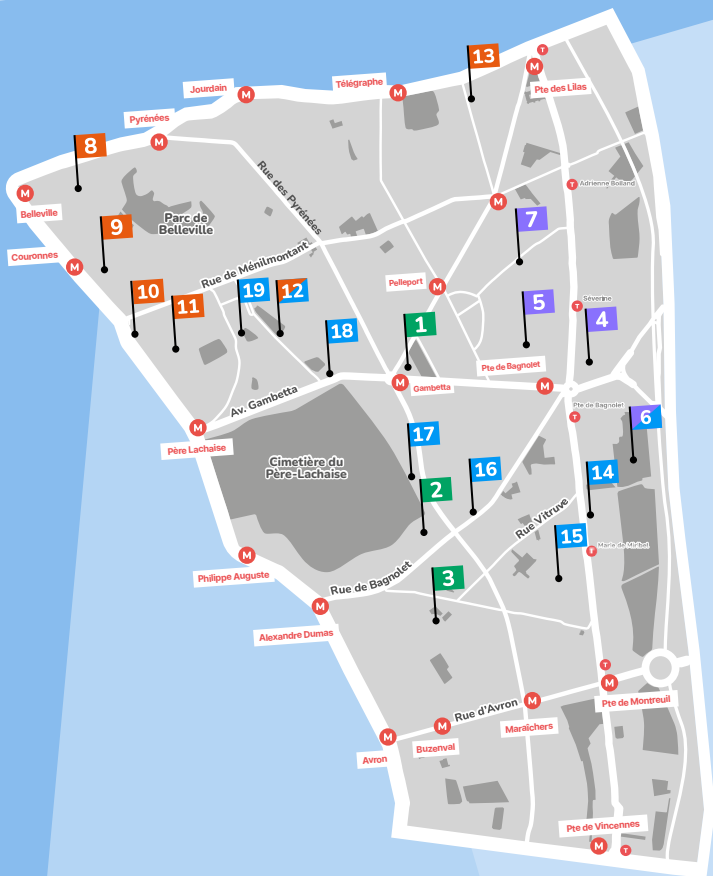 13
T
M
Pte des Lilas
Télégraphe
M
Jourdain
M
Pyrénées
M
8
M
Belleville
Parc de
Belleville
Rue des Pyrénées
T
Adrienne Bolland
M
7
9
Couronnes
M
Rue de Ménilmontant
Pelleport
M
10
11
19
12
18
1
5
Séverine
T
4
Pte de Bagnolet
M
M
Gambetta
Av. Gambetta
M
Père Lachaise
Pte de Bagnolet
T
6
17
Cimetière du
Père-Lachaise
16
14
2
Rue Vitruve
15
T
Marie de Miribel
M
Philippe Auguste
Rue de Bagnolet
3
M
Alexandre Dumas
T
M
Pte de Montreuil
Rue d'Avron
M
Maraîchers
M
Buzenval
M
Avron
Pte de Vincennes
M
T